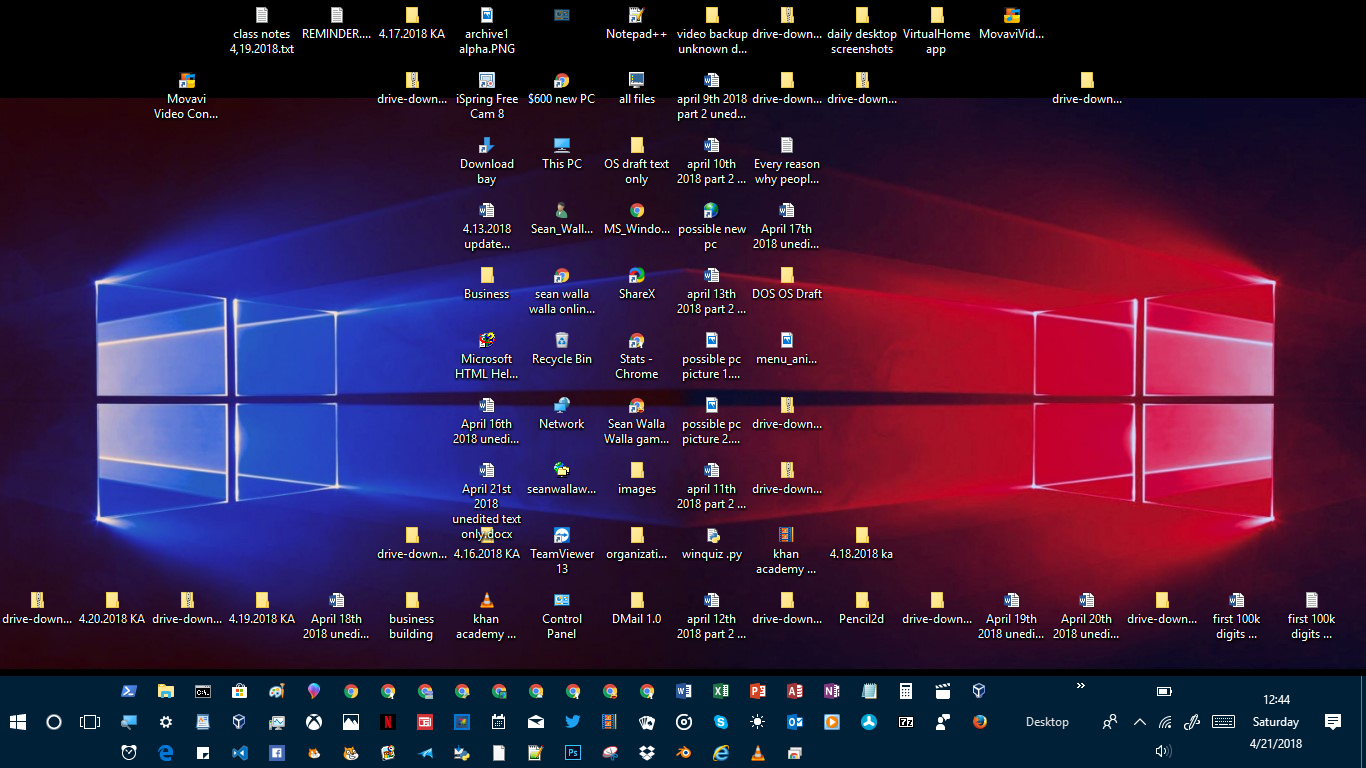 class notes
4,19.2018.txt
REMINDER....
4.17.2018 KA
archive1
alpha.PNG
Notepad++
video backup
unknown d...
drive-down...
daily desktop
screenshots
VirtualHome
app
MovaviVid...
Movavi
Video Con...
drive-down...
iSpring Free
Cam 8
$600 new PC
all files
april 9th 2018
part 2 uned...
drive-down...
drive-down...
drive-down...
Download
bay
This PC
OS draft text
only
april 10th
2018 part 2 ...
Every reason
why peopl...
4.13.2018
update...
Sean_Wall...
MS_Windo...
possible new
pc
April 17th
2018 unedi...
Business
sean walla
walla onlin...
ShareX
april 13th
2018 part 2 ...
DOS OS Draft
Microsoft
HTML Hel...
Recycle Bin
Stats -
Chrome
possible pc
picture 1....
menu_ani...
April 16th
2018 unedi...
Network
Sean Walla
Walla gam...
possible pc
picture 2....
drive-down...
April 21st
2018
unedited text
only.docx
seanwallaw...
images
april 11th
2018 part 2 ...
drive-down...
drive-down...
4.16.2018 KA
TeamViewer
13
organizati...
winquiz .py
khan
academy ...
4.18.2018 ka
drive-down...
4.20.2018 KA
drive-down...
4.19.2018 KA
April 18th
2018 unedi...
business
building
khan
academy ...
Control
Panel
DMail 1.0
april 12th
2018 part 2 ...
drive-down...
Pencil2d
drive-down...
April 19th
2018 unedi...
April 20th
2018 unedi...
drive-down...
first 100k
digits ...
first 100k
digits ...
Desktop
12:44
Saturday
4/21/2018